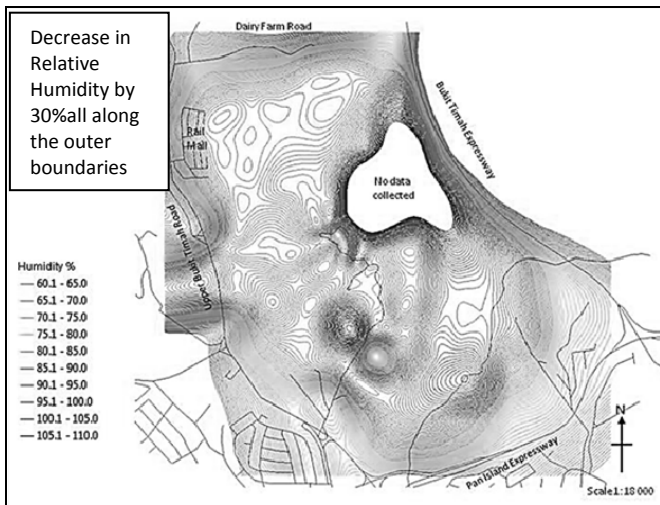 Decrease in
Relative
Humidity by
30%all along
the outer
boundaries
Dairy Farm Road
Bukit Timah Expressway
Rail
Mall
No data
collected
Upper Bukit Timah Road
Humidity %
60.1 - 65.0
65.1 - 70.0
70.1 - 75.0
75.1 - 80.0
80.1 - 85.0
85.1 - 90.0
90.1 - 95.0
95.1 - 100.0
100.1 - 105.0
105.1 - 110.0
N
Pan Island Expressway
Scale1:18 000